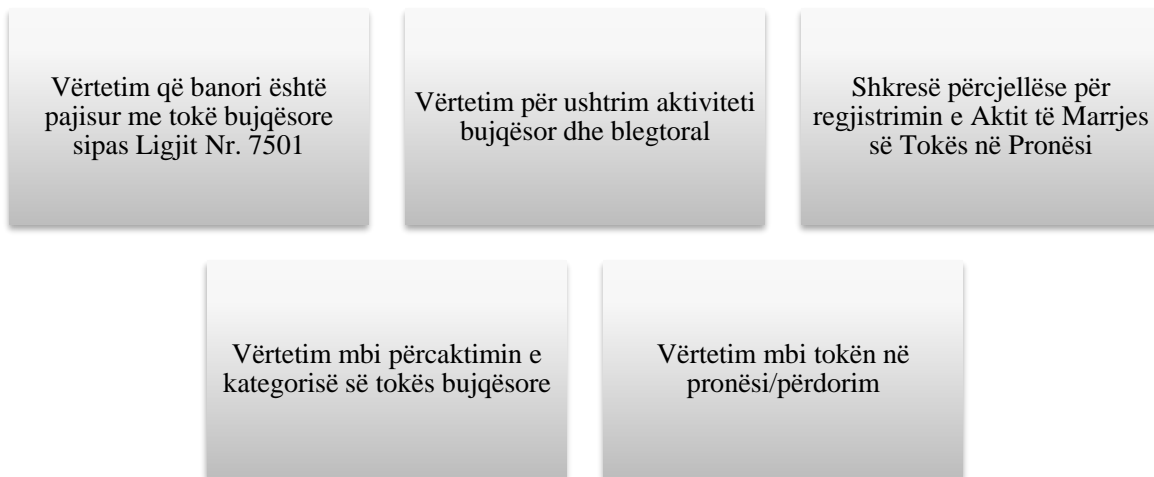 Vërtetim që banori është
pajisur me tokë bujqësore
sipas Ligjit Nr. 7501
Vërtetim për ushtrim aktiviteti
bujqësor dhe blegtoral
Shkresë përcjellëse për
regjistrimin e Aktit të Marrjes
së Tokës në Pronësi
Vërtetim mbi përcaktimin e
kategorisë së tokës bujqësore
Vërtetim mbi tokën në
pronësi/përdorim